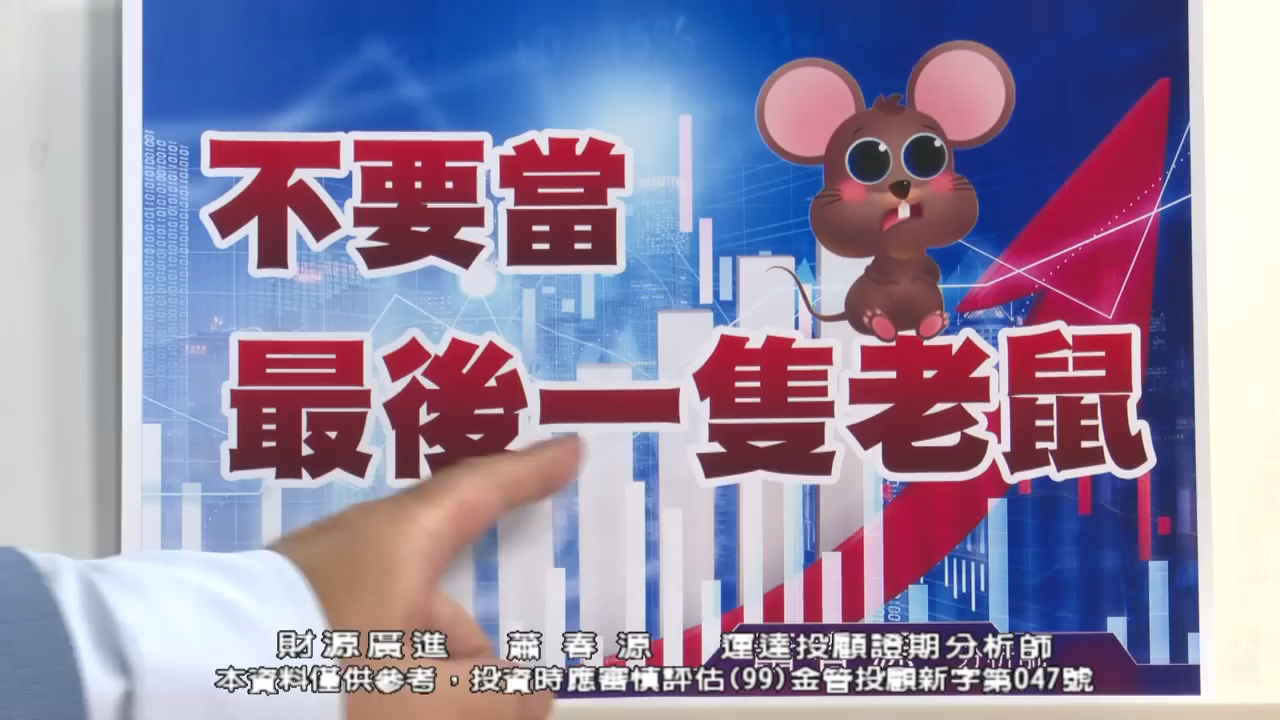 不要當
最後一隻老鼠
財源廣進 蕭春源 運達投顧證期分析師
本資料僅供參考,投資時應審慎評估(99)金管投顧新字第047號